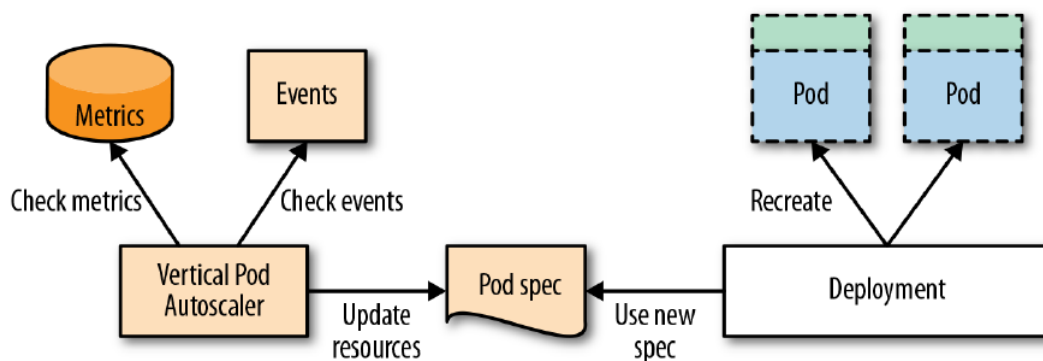 Metrics
Events
Pod
Pod
Check metrics
Check events
Recreate
Vertical Pod
Autoscaler
Update
resources
Pod spec
Use new
spec
Deployment